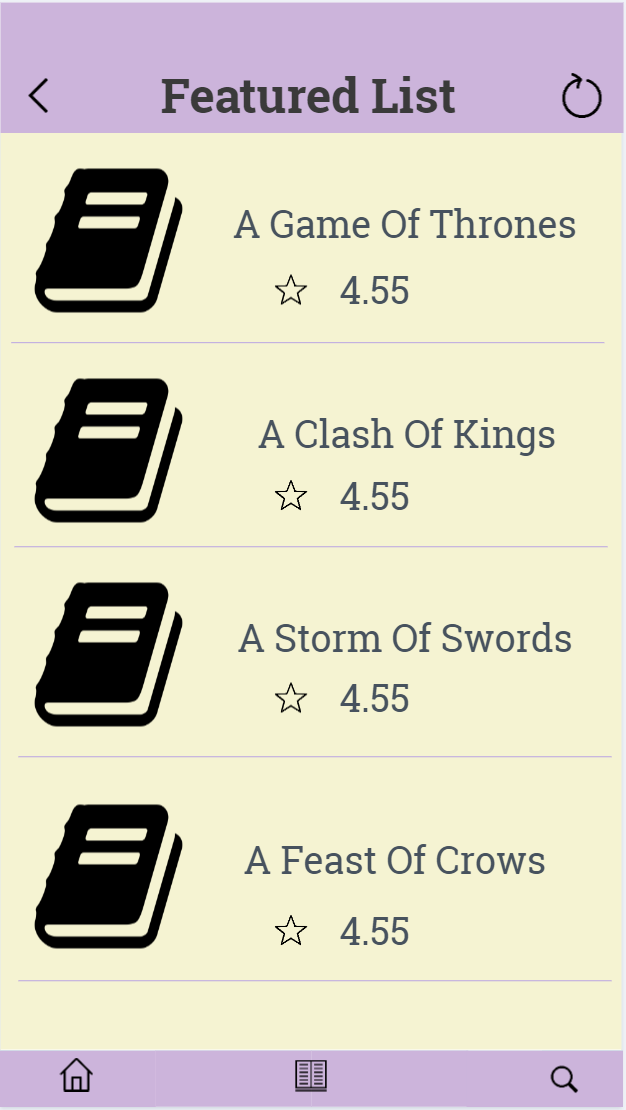 Featured List
A Game Of Thrones
4.55
A Clash Of Kings
4.55
A Storm Of Swords
4.55
A Feast Of Crows
4.55